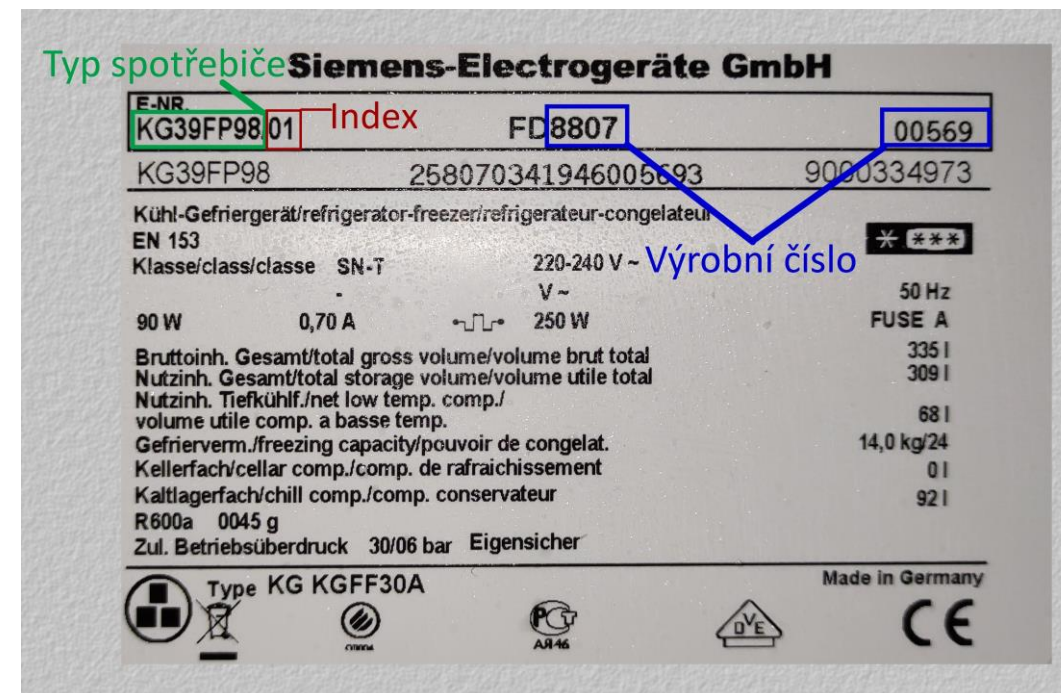 Typ spotřebiče Siemens-Electrogeräte GmbH
E-NR.
KG39FP98/01 Index FD8807 00569
KG39FP98 258070341946005693 9000334973
Kühl-Gefriergerät/refrigerator-freezer/refrigerateur-congelateur
EN 153
Klasse/class/classe SN-T 220-240 V ~ Výrobní číslo
- V ~ 50 Hz
90 W 0,70 A 250 W FUSE A
Bruttoinh. Gesamt/total gross volume/volume brut total 335 l
Nutzinh. Gesamt/total storage volume/volume utile total 309 l
Nutzinh. Tiefkühlf./net low temp. comp./
volume utile comp. a basse temp. 68 l
Gefrierverm./freezing capacity/pouvoir de congelat. 14,0 kg/24
Kellerfach/cellar comp./comp. de rafraichissement 0 l
Kaltlagerfach/chill comp./comp. conservateur 92 l
R600a 0045 g
Zul. Betriebsüberdruck 30/06 bar Eigensicher
Type KG KGFF30A Made in Germany
PCT DVE CE
АЯ46